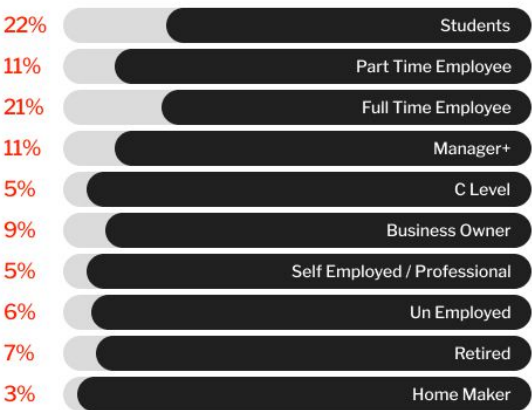 22% Students
11% Part Time Employee
21% Full Time Employee
11% Manager+
5% C Level
9% Business Owner
5% Self Employed / Professional
6% Un Employed
7% Retired
3% Home Maker